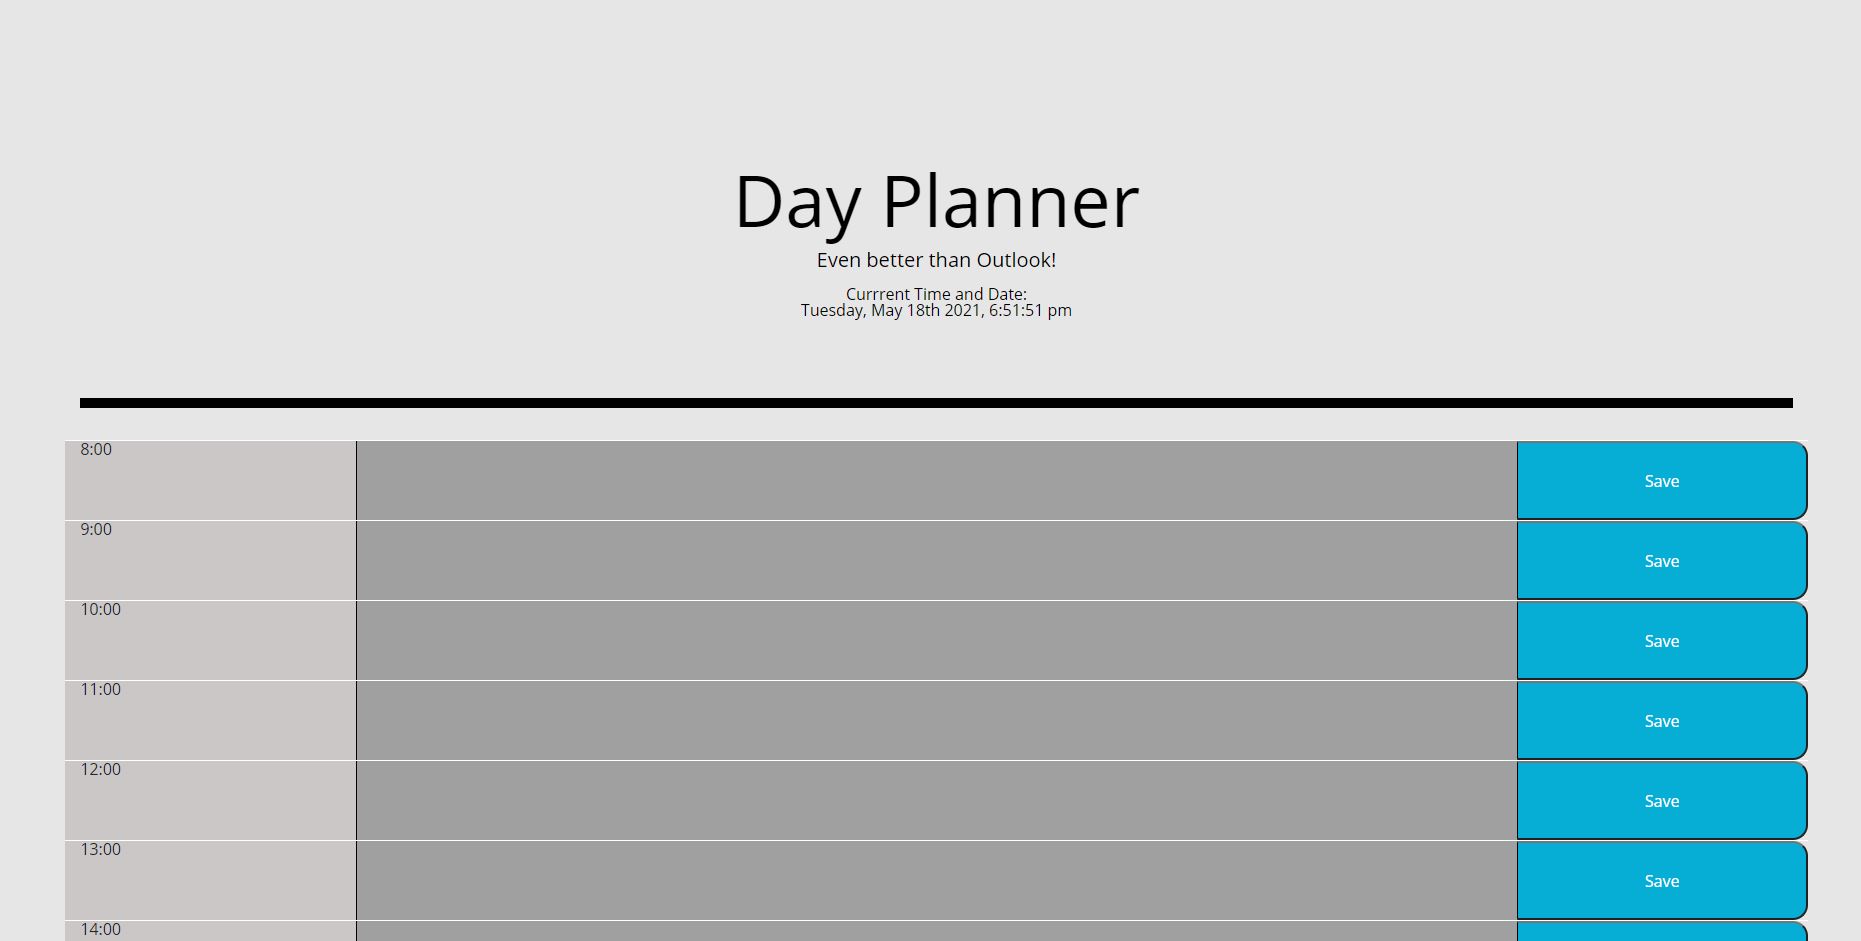 Day Planner
Even better than Outlook!
Currrent Time and Date:
Tuesday, May 18th 2021, 6:51:51 pm
8:00
Save
9:00
Save
10:00
Save
11:00
Save
12:00
Save
13:00
Save
14:00